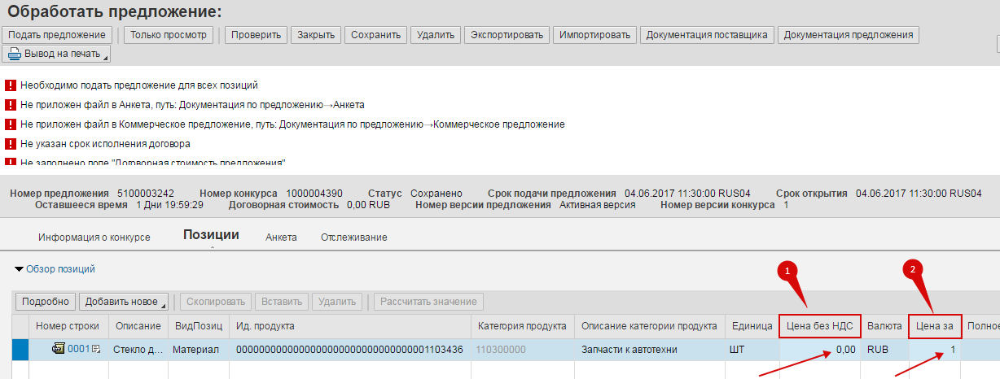 Обработать предложение:
Подать предложение Только просмотр Проверить Закрыть Сохранить Удалить Экспортировать Импортировать Документация поставщика Документация предложения
Вывод на печать
Необходимо подать предложение для всех позиций
Не приложен файл в Анкета, путь: Документация по предложению→Анкета
Не приложен файл в Коммерческое предложение, путь: Документация по предложению→Коммерческое предложение
Не указан срок исполнения договора
Не заполнено поле "Договорная стоимость предложения"
Номер предложения 5100003242 Номер конкурса 1000004390 Статус Сохранено Срок подачи предложения 04.06.2017 11:30:00 RUS04 Срок открытия 04.06.2017 11:30:00 RUS04
Оставшееся время 1 Дни 19:59:29 Договорная стоимость 0,00 RUB Номер версии предложения Активная версия Номер версии конкурса 1
Информация о конкурсе Позиции Анкета Отслеживание
1 2
Обзор позиций
Подробно Добавить новое Скопировать Вставить Удалить Рассчитать значение
Номер строки Описание ВидПозиц Ид. продукта Категория продукта Описание категории продукта Единица Цена без НДС Валюта Цена за Полное
0001 Стекло д... Материал 0000000000000000000000000000000001103436 110300000 Запчасти к автотехни ШТ 0,00 RUB 1